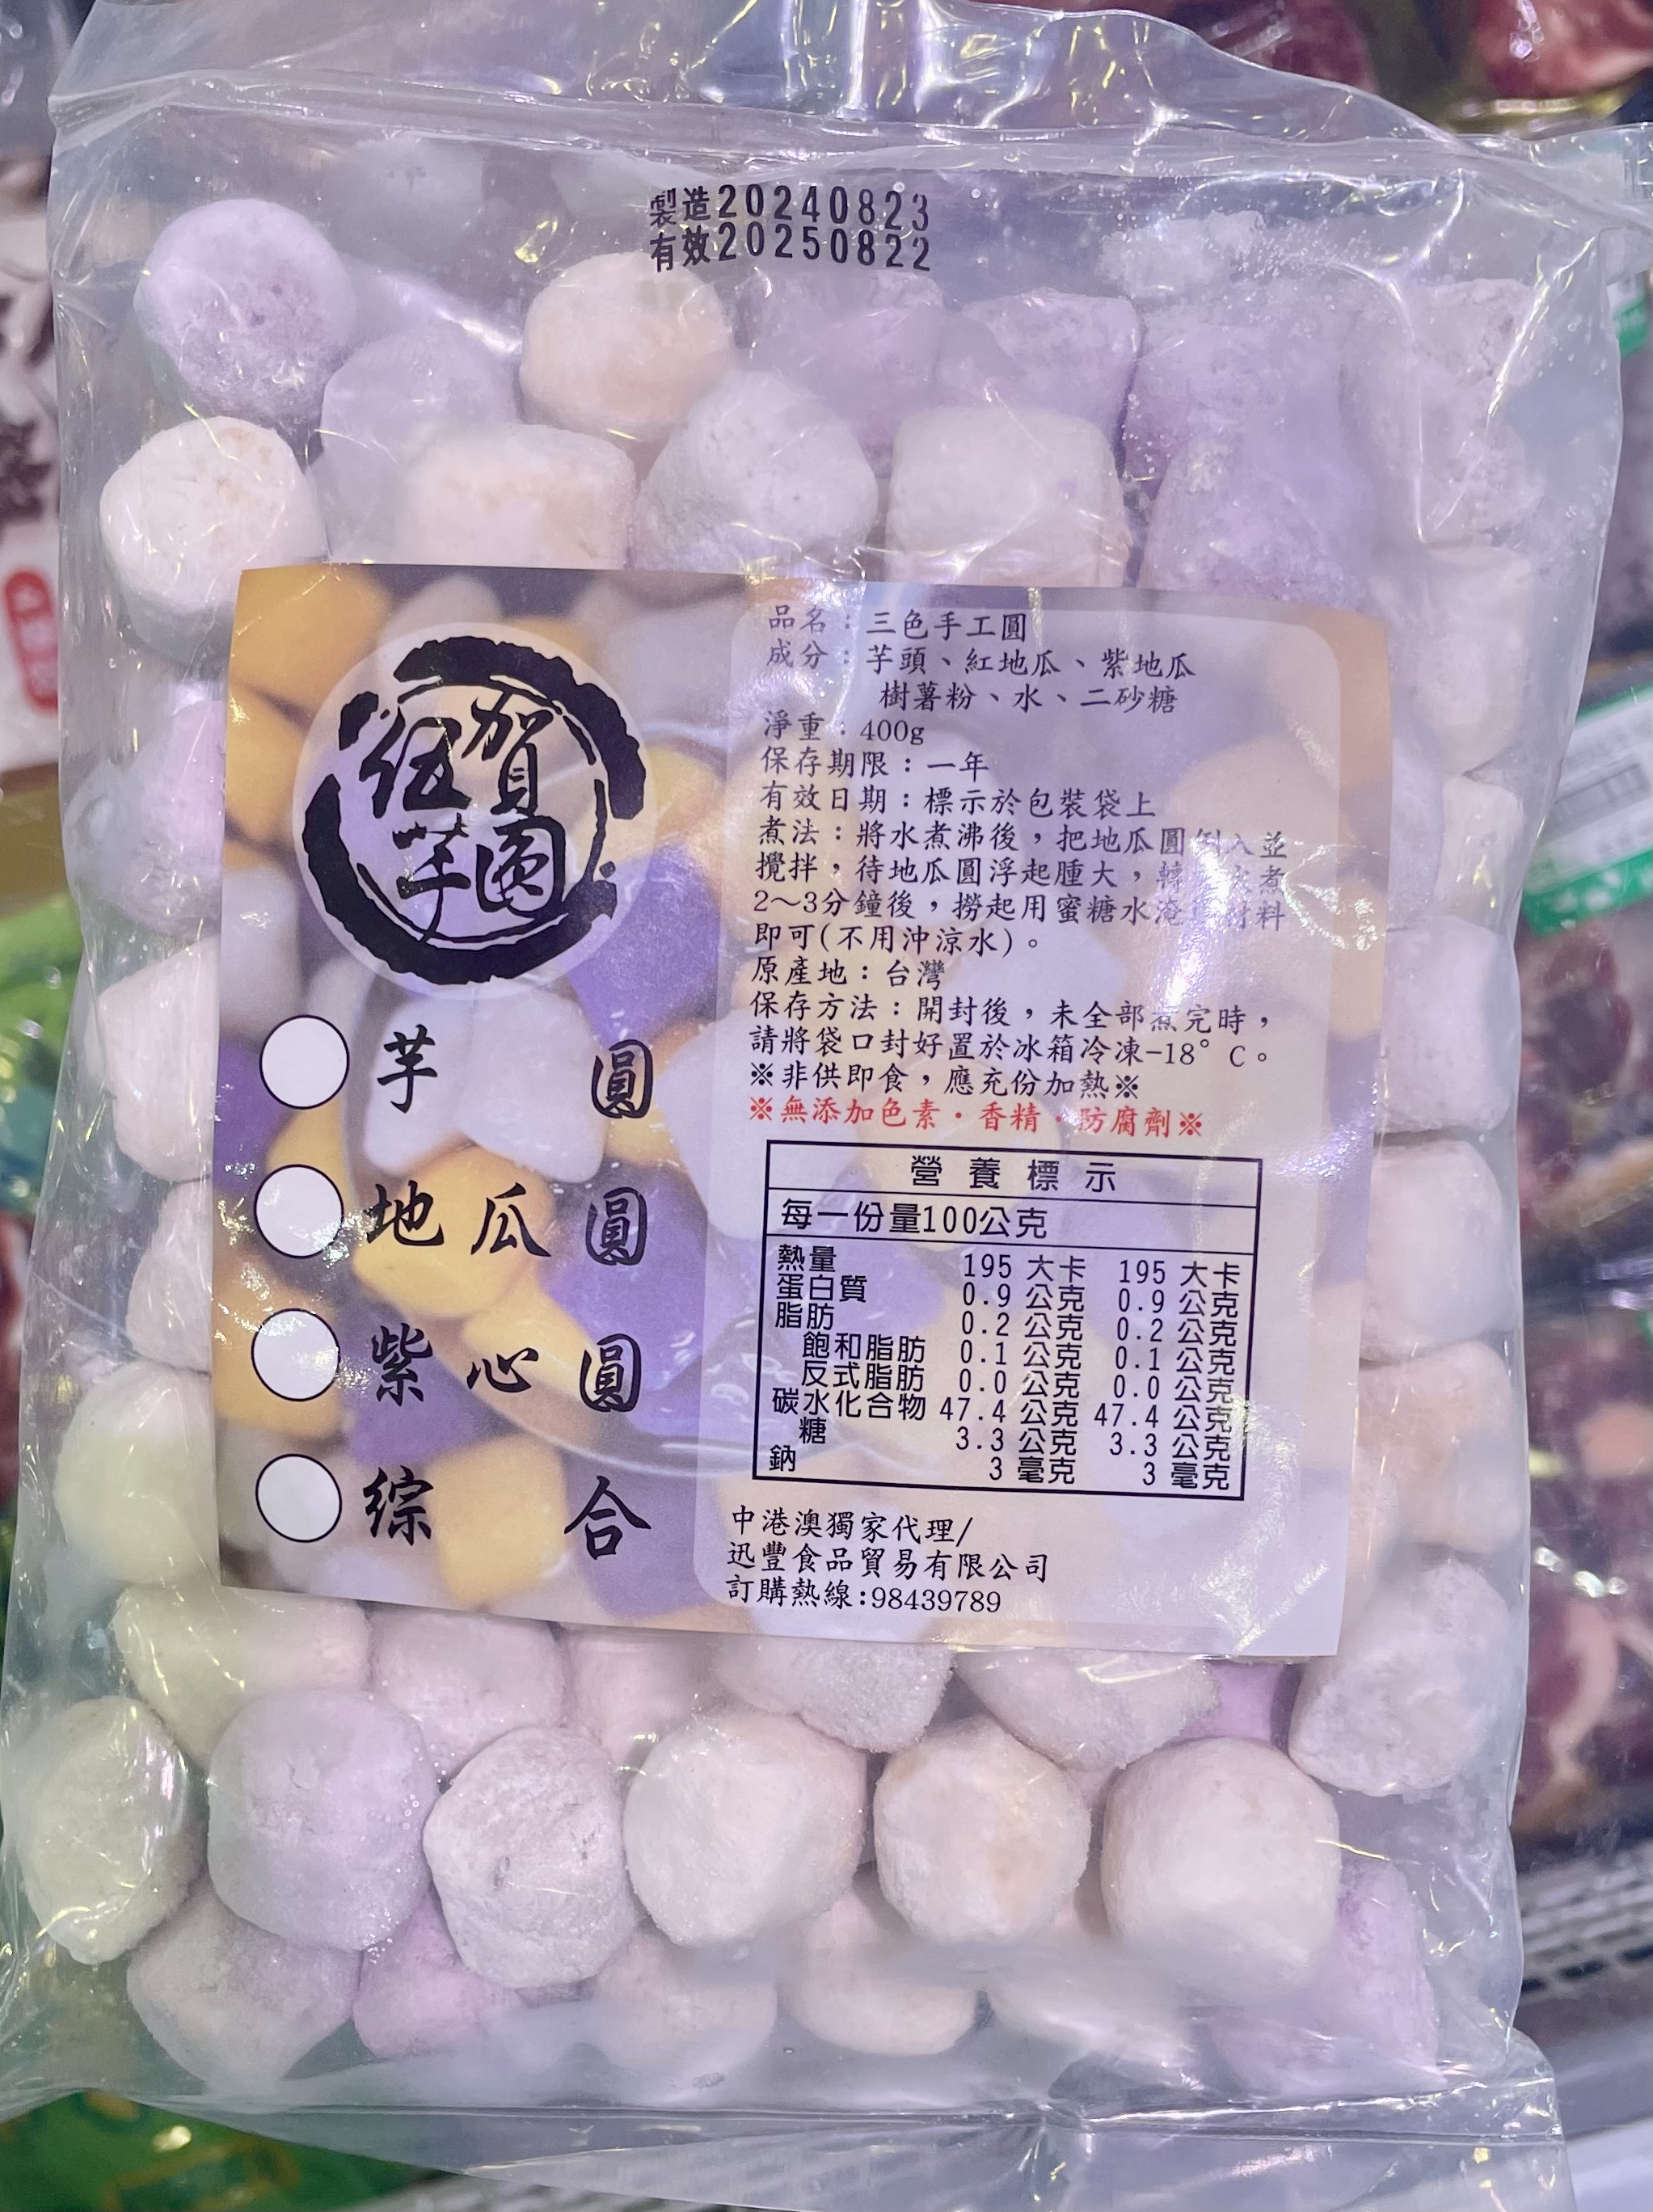 製造20240823
有效20250822
伍賀
芋圓
芋圓
地瓜圓
紫心圓
綜合
品名：三色手工圓
成分：芋頭、紅地瓜、紫地瓜
樹薯粉、水、二砂糖
淨重：400g
保存期限：一年
有效日期：標示於包裝袋上
煮法：將水煮沸後，把地瓜圓倒入並
攪拌，待地瓜圓浮起腫大，轉火煮
2～3分鐘後，撈起用蜜糖水淹材料
即可(不用沖涼水)。
原產地：台灣
保存方法：開封後，未全部煮完時，
請將袋口封好置於冰箱冷凍-18°C。
※非供即食，應充份加熱※
※無添加色素·香精·防腐劑※
營養標示
每一份量100公克
熱量 195 大卡 195 大卡
蛋白質 0.9 公克 0.9 公克
脂肪 0.2 公克 0.2 公克
飽和脂肪 0.1 公克 0.1 公克
反式脂肪 0.0 公克 0.0 公克
碳水化合物 47.4 公克 47.4 公克
糖 3.3 公克 3.3 公克
鈉 3 毫克 3 毫克
中港澳獨家代理/
迅豐食品貿易有限公司
訂購熱線:98439789